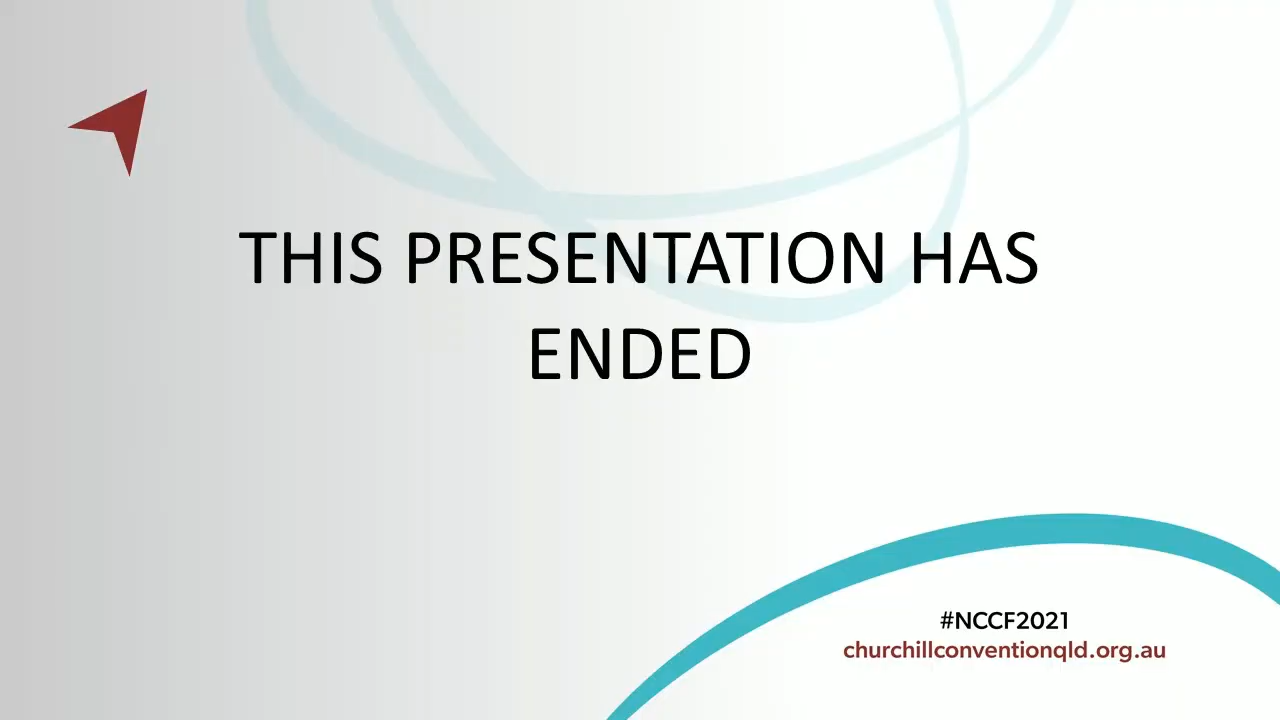 THIS PRESENTATION HAS
ENDED
#NCCF2021
churchillconventionqld.org.au